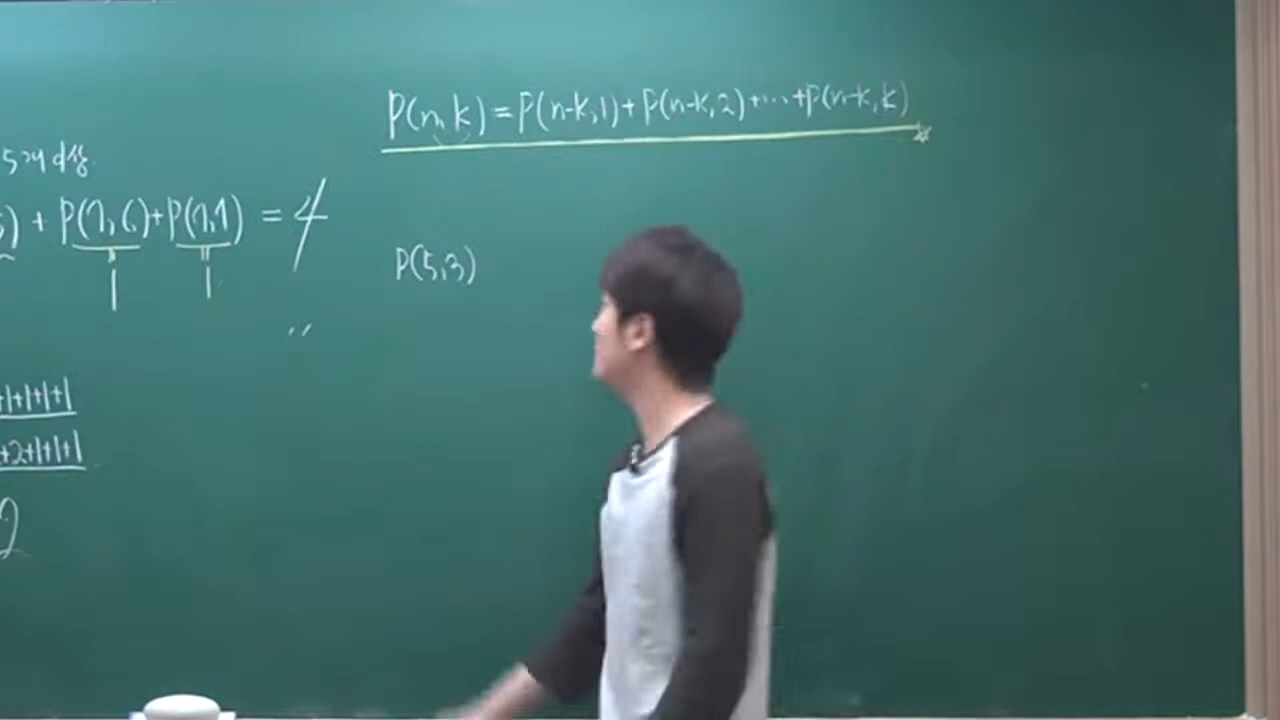 P(n,k)=P(n-k,1)+P(n-k,2)+...+P(n-k,k)
5개 이상
) + P(7,6)+P(7,7) = 4
1 1
P(5,3)
+1+1+1+1
+2+1+1+1
2